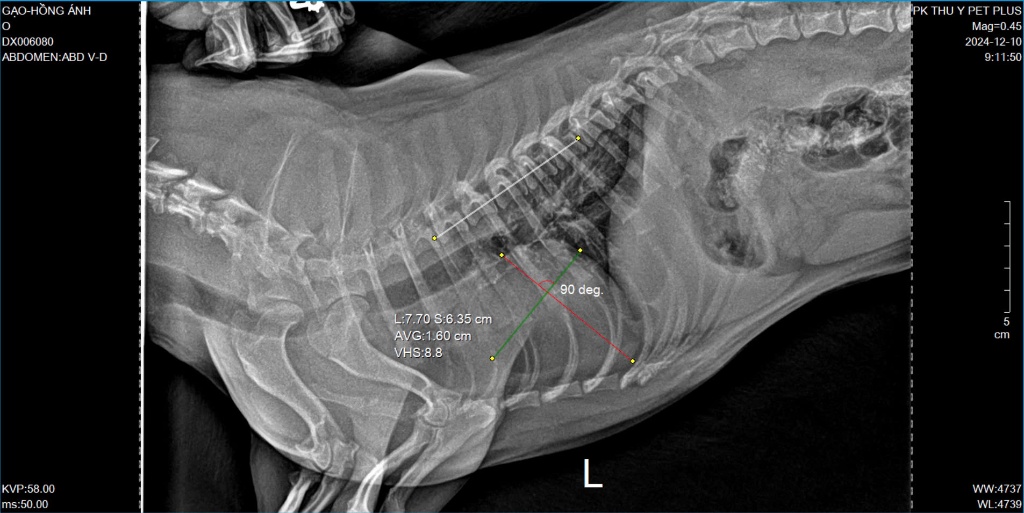 GẠO-HỒNG ÁNH
O
DX006080
ABDOMEN:ABD V-D
PK THU Y PET PLUS
Mag=0.45
2024-12-10
9:11:50
90 deg.
L:7.70 S:6.35 cm
AVG:1.60 cm
VHS:8.8
5
cm
L
KVP:58.00
ms:50.00
WW:4737
WL:4739